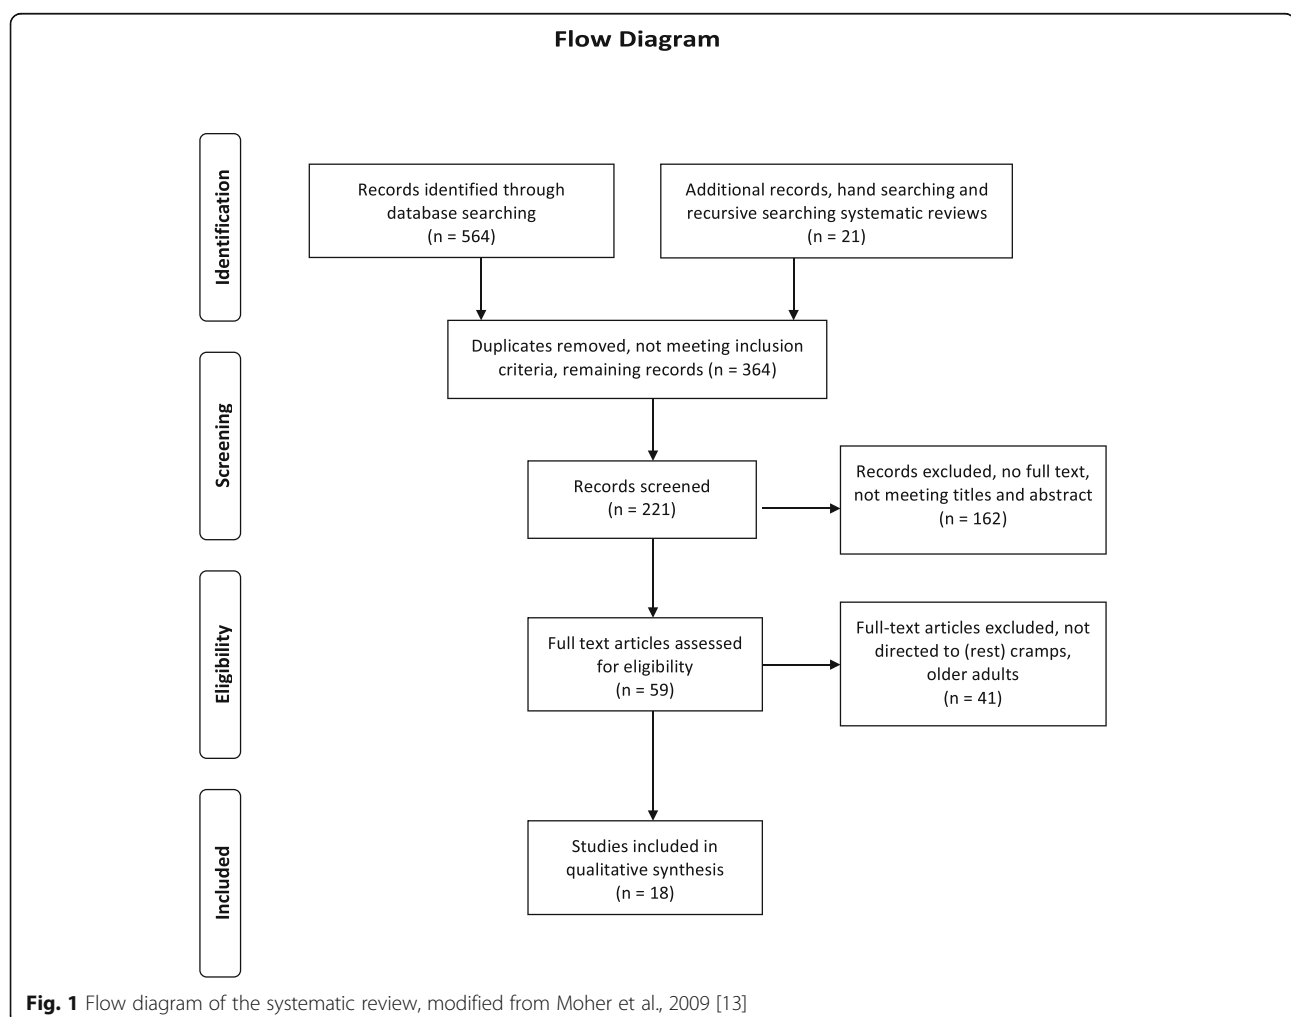 Flow Diagram
Identification
Records identified through
database searching
(n = 564)
Additional records, hand searching and
recursive searching systematic reviews
(n = 21)
Duplicates removed, not meeting inclusion
criteria, remaining records (n = 364)
Screening
Records screened
(n = 221)
Records excluded, no full text,
not meeting titles and abstract
(n = 162)
Eligibility
Full text articles assessed
for eligibility
(n = 59)
Full-text articles excluded, not
directed to (rest) cramps,
older adults
(n = 41)
Included
Studies included in
qualitative synthesis
(n = 18)
Fig. 1 Flow diagram of the systematic review, modified from Moher et al., 2009 [13]